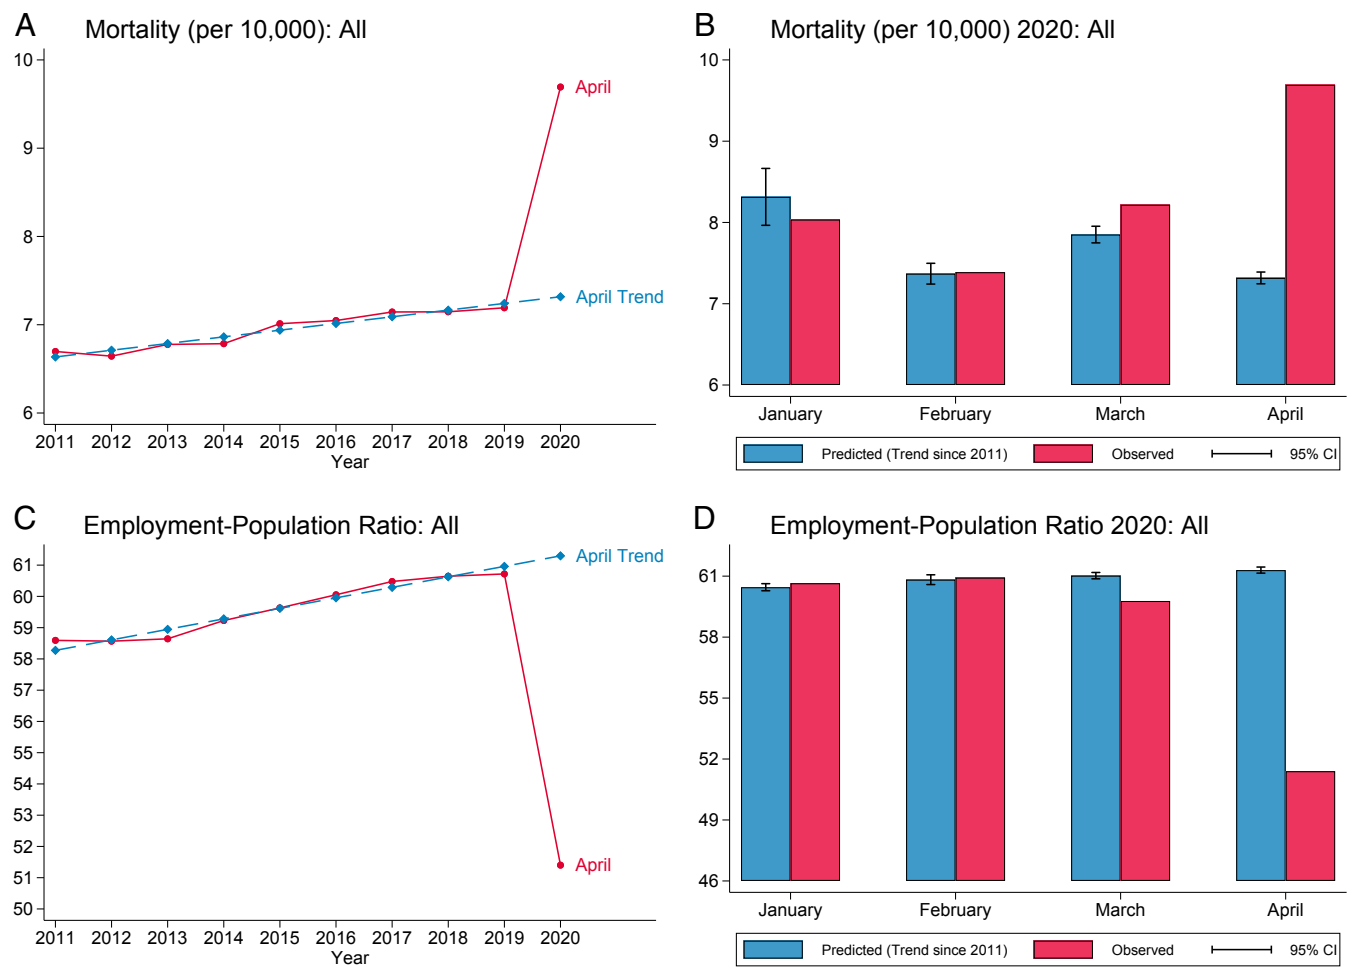 A Mortality (per 10,000): All
10
9
8
7
6
April
April Trend
2011 2012 2013 2014 2015 2016 2017 2018 2019 2020
Year
B Mortality (per 10,000) 2020: All
10
9
8
7
6
January February March April
Predicted (Trend since 2011) Observed 95% CI
C Employment-Population Ratio: All
61
60
59
58
57
56
55
54
53
52
51
50
April Trend
April
2011 2012 2013 2014 2015 2016 2017 2018 2019 2020
Year
D Employment-Population Ratio 2020: All
61
58
55
52
49
46
January February March April
Predicted (Trend since 2011) Observed 95% CI